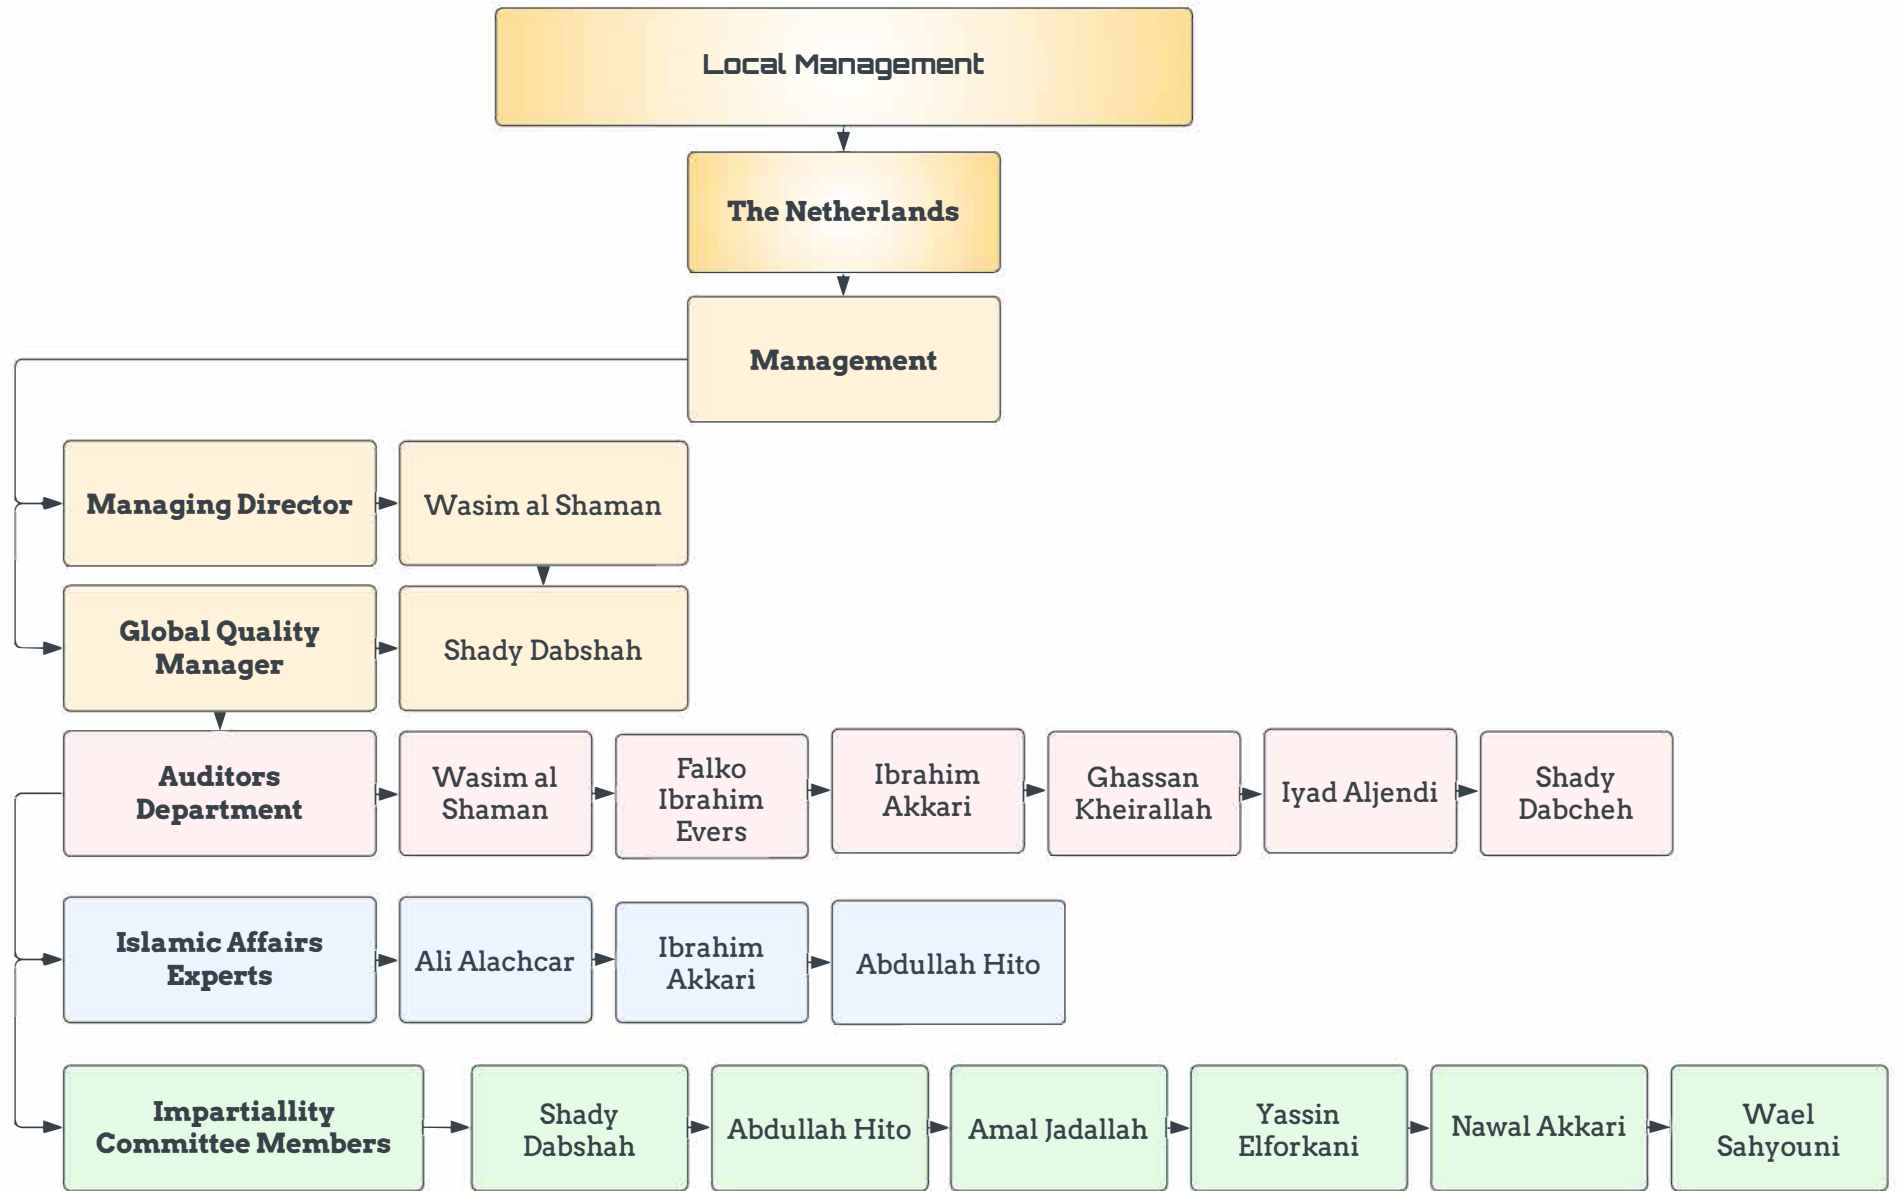 Local Management
The Netherlands
Management
Managing Director
Wasim al Shaman
Global Quality
Manager
Shady Dabshah
Auditors
Department
Wasim al
Shaman
Falko
Ibrahim
Evers
Ibrahim
Akkari
Ghassan
Kheirallah
Iyad Aljendi
Shady
Dabcheh
Islamic Affairs
Experts
Ali Alachcar
Ibrahim
Akkari
Abdullah Hito
Impartiallity
Committee Members
Shady
Dabshah
Abdullah Hito
Amal Jadallah
Yassin
Elforkani
Nawal Akkari
Wael
Sahyouni